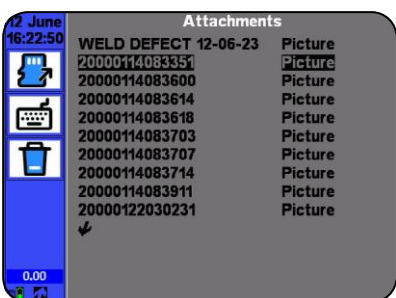 12 June
16:22:50
Attachments
WELD DEFECT 12-06-23 Picture
20000114083351 Picture
20000114083600 Picture
20000114083614 Picture
20000114083618 Picture
20000114083703 Picture
20000114083707 Picture
20000114083714 Picture
20000114083911 Picture
20000122030231 Picture
0.00